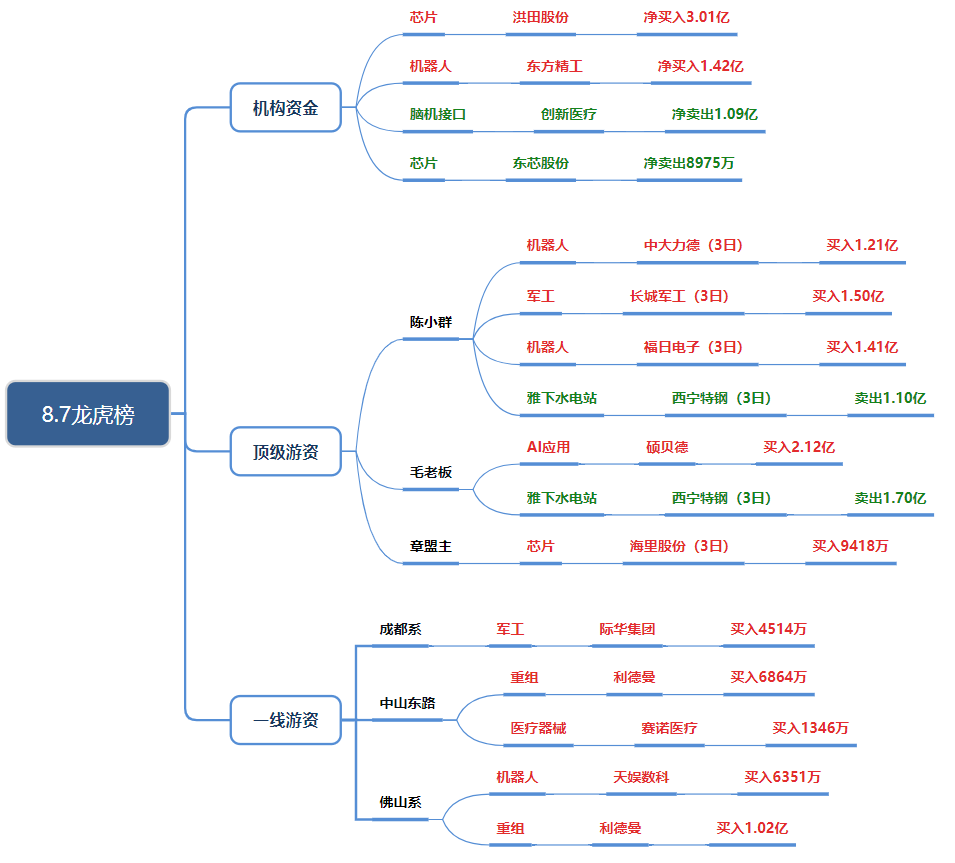 8.7龙虎榜
机构资金
芯片 洪田股份 净买入3.01亿
机器人 东方精工 净买入1.42亿
脑机接口 创新医疗 净卖出1.09亿
芯片 东芯股份 净卖出8975万
顶级游资
陈小群
机器人 中大力德（3日） 买入1.21亿
军工 长城军工（3日） 买入1.50亿
机器人 福日电子（3日） 买入1.41亿
雅下水电站 西宁特钢（3日） 卖出1.10亿
毛老板
AI应用 硕贝德 买入2.12亿
雅下水电站 西宁特钢（3日） 卖出1.70亿
章盟主 芯片 海里股份（3日） 买入9418万
一线游资
成都系 军工 际华集团 买入4514万
中山东路
重组 利德曼 买入6864万
医疗器械 赛诺医疗 买入1346万
佛山系
机器人 天娱数科 买入6351万
重组 利德曼 买入1.02亿